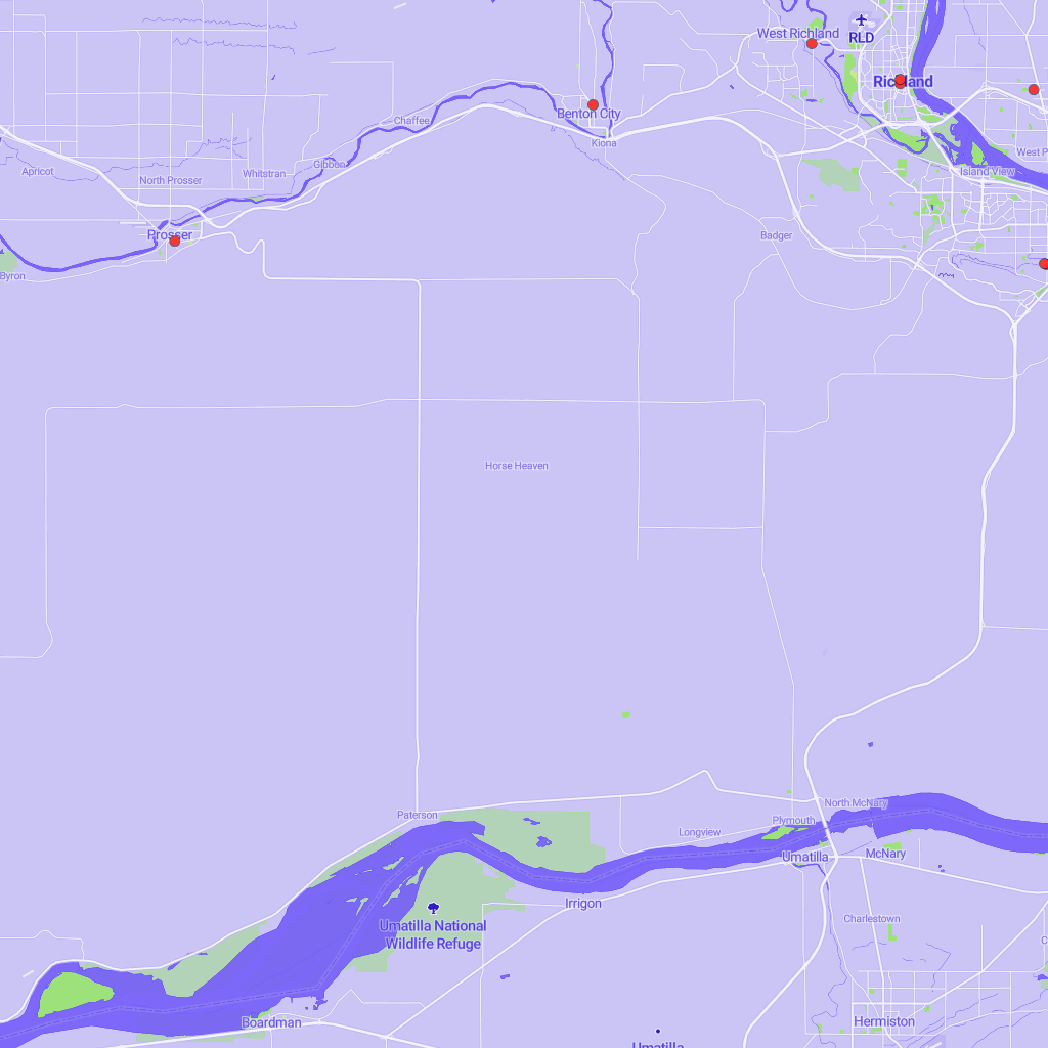 West Richland
RLD
Richland
Benton City
Chaffee
Kiona
West P
Gibbon
Island View
Apricot
Whitstran
North Prosser
Prosser
Badger
Byron
Horse Heaven
North McNary
Paterson
Plymouth
Longview
Umatilla
McNary
Irrigon
Charlestown
Umatilla National
Wildlife Refuge
C
Boardman
Hermiston
Umatilla